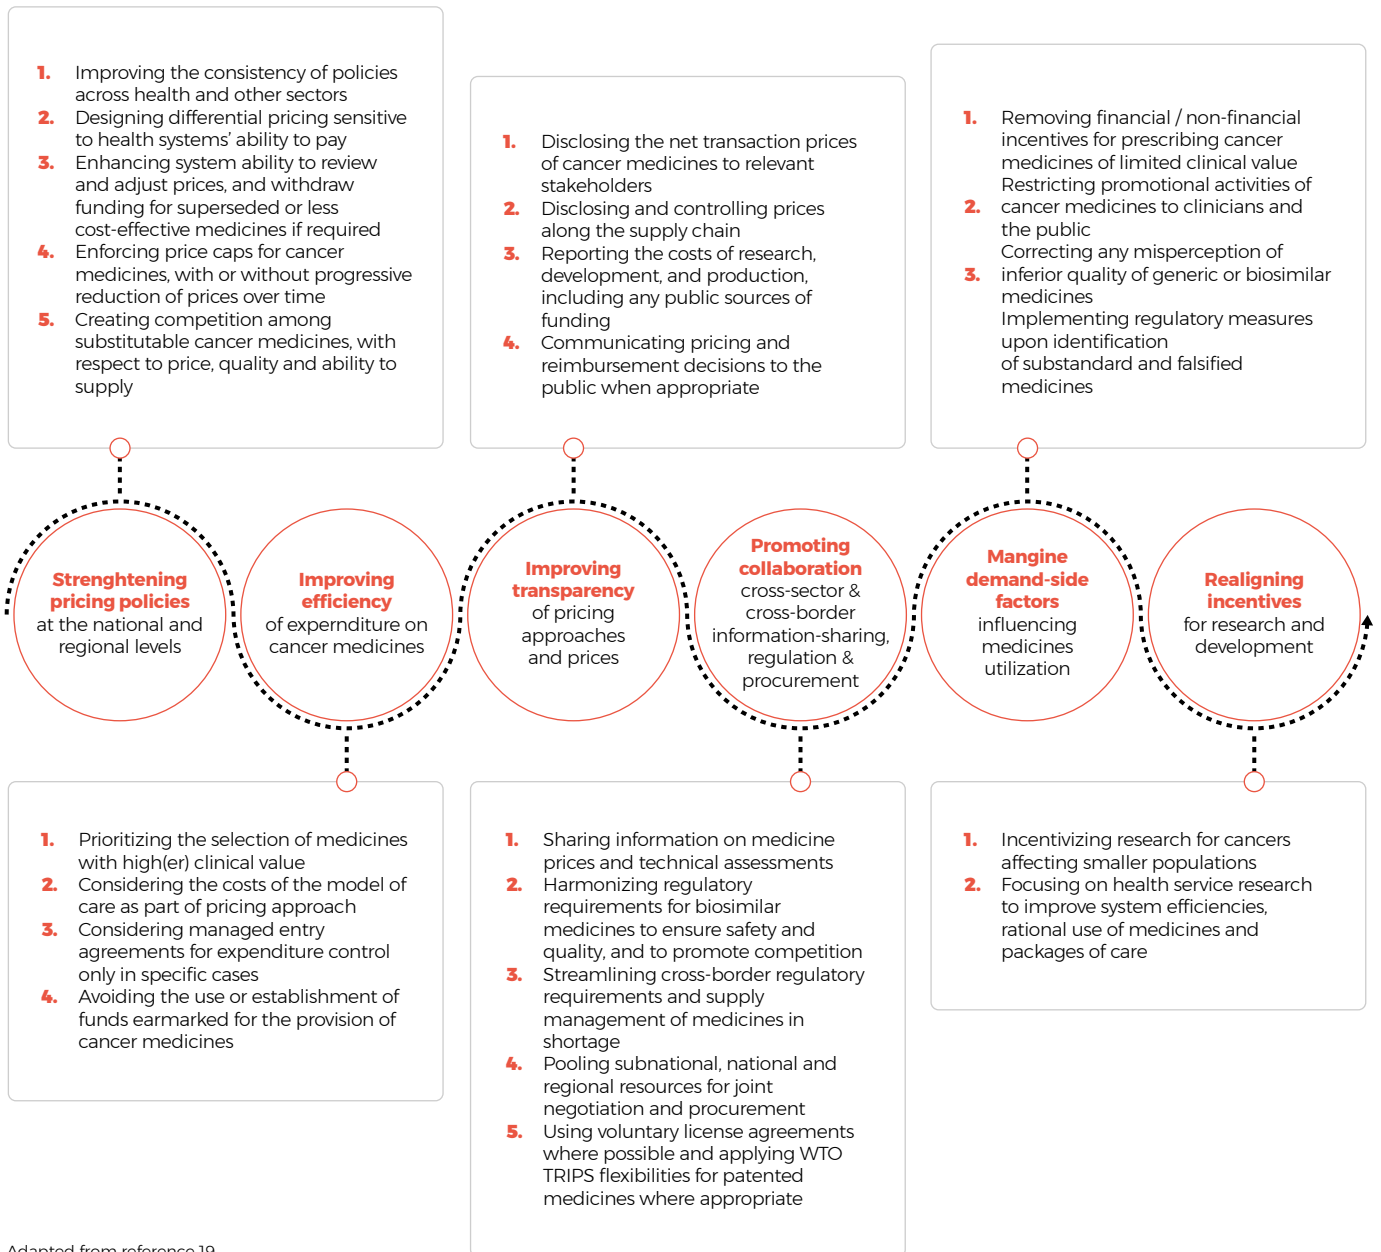 1. Improving the consistency of policies
across health and other sectors
2. Designing differential pricing sensitive
to health systems' ability to pay
3. Enhancing system ability to review
and adjust prices, and withdraw
funding for superseded or less
cost-effective medicines if required
4. Enforcing price caps for cancer
medicines, with or without progressive
reduction of prices over time
5. Creating competition among
substitutable cancer medicines, with
respect to price, quality and ability to
supply
1. Disclosing the net transaction prices
of cancer medicines to relevant
stakeholders
2. Disclosing and controlling prices
along the supply chain
3. Reporting the costs of research,
development, and production,
including any public sources of
funding
4. Communicating pricing and
reimbursement decisions to the
public when appropriate
1. Removing financial / non-financial
incentives for prescribing cancer
medicines of limited clinical value
Restricting promotional activities of
2. cancer medicines to clinicians and
the public
Correcting any misperception of
3. inferior quality of generic or biosimilar
medicines
Implementing regulatory measures
upon identification
of substandard and falsified
medicines
Strenghtening
pricing policies
at the national and
regional levels
Improving
efficiency
of expernditure on
cancer medicines
Improving
transparency
of pricing
approaches
and prices
Promoting
collaboration
cross-sector &
cross-border
information-sharing,
regulation &
procurement
Mangine
demand-side
factors
influencing
medicines
utilization
Realigning
incentives
for research and
development
1. Prioritizing the selection of medicines
with high(er) clinical value
2. Considering the costs of the model of
care as part of pricing approach
3. Considering managed entry
agreements for expenditure control
only in specific cases
4. Avoiding the use or establishment of
funds earmarked for the provision of
cancer medicines
1. Sharing information on medicine
prices and technical assessments
2. Harmonizing regulatory
requirements for biosimilar
medicines to ensure safety and
quality, and to promote competition
3. Streamlining cross-border regulatory
requirements and supply
management of medicines in
shortage
4. Pooling subnational, national and
regional resources for joint
negotiation and procurement
5. Using voluntary license agreements
where possible and applying WTO
TRIPS flexibilities for patented
medicines where appropriate
1. Incentivizing research for cancers
affecting smaller populations
2. Focusing on health service research
to improve system efficiencies,
rational use of medicines and
packages of care
Adapted from reference 19